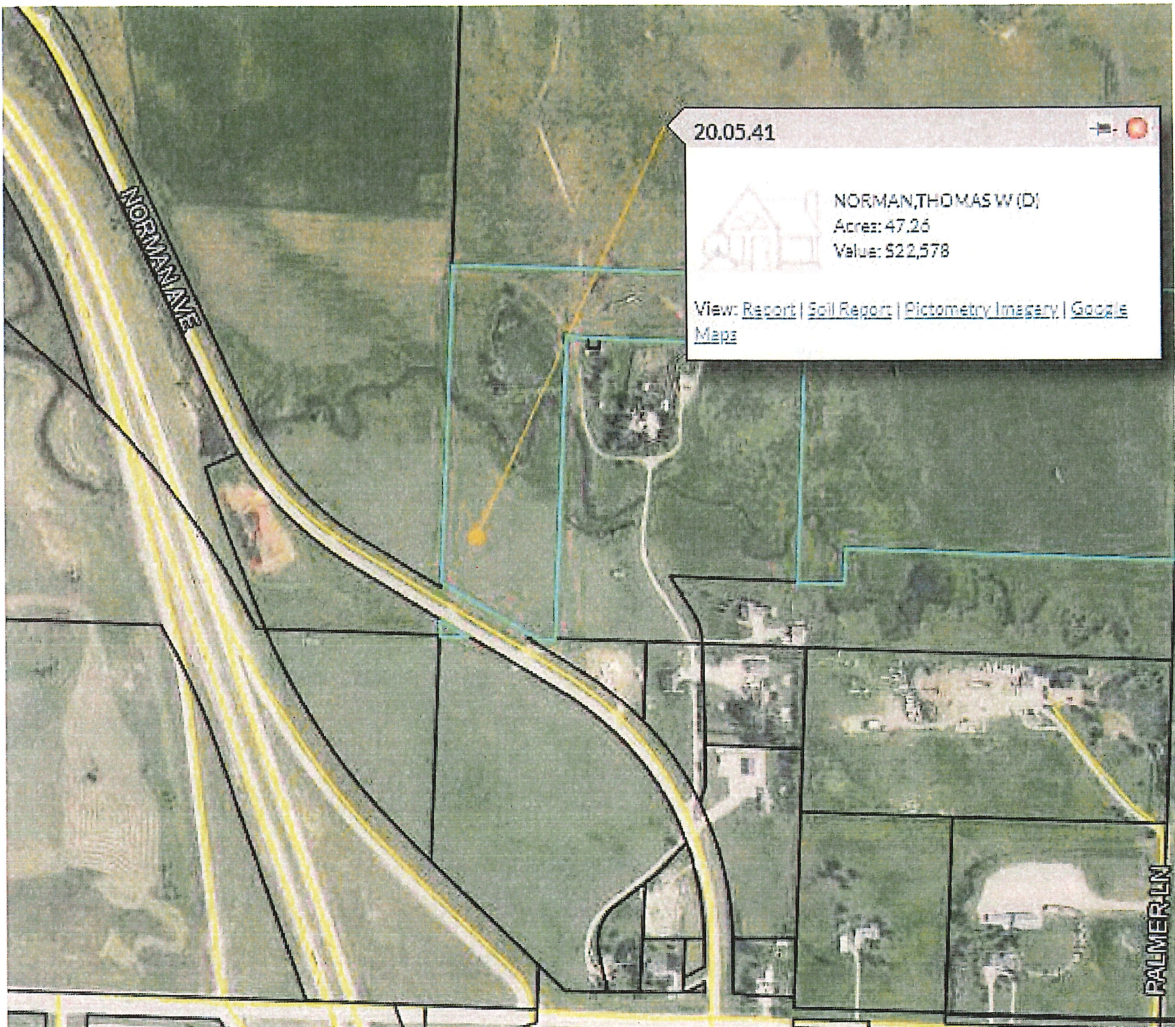 NORMAN AVE
20.05.41
NORMAN,THOMAS W (D)
Acres: 47.26
Value: $22,578
View: Report | Soil Report | Pictometry Imagery | Google
Maps
PALMER LN